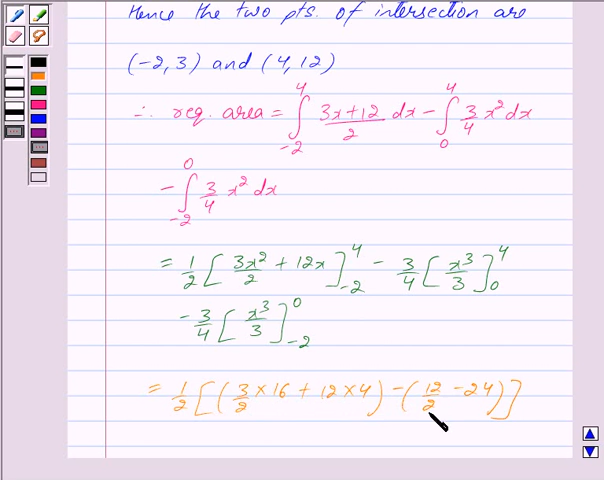 Hence the two pts. of intersection are
(-2,3) and (4,12)
∴ req. area = ∫_{-2}^{4} (3x+12)/2 dx - ∫_{0}^{4} 3/4 x² dx
- ∫_{-2}^{0} 3/4 x² dx
= 1/2 [ 3x²/2 + 12x ]_{-2}^{4} - 3/4 [ x³/3 ]_{0}^{4}
- 3/4 [ x³/3 ]_{-2}^{0}
= 1/2 [ ( 3/2 × 16 + 12 × 4 ) - ( 12/2 - 24 ) ]